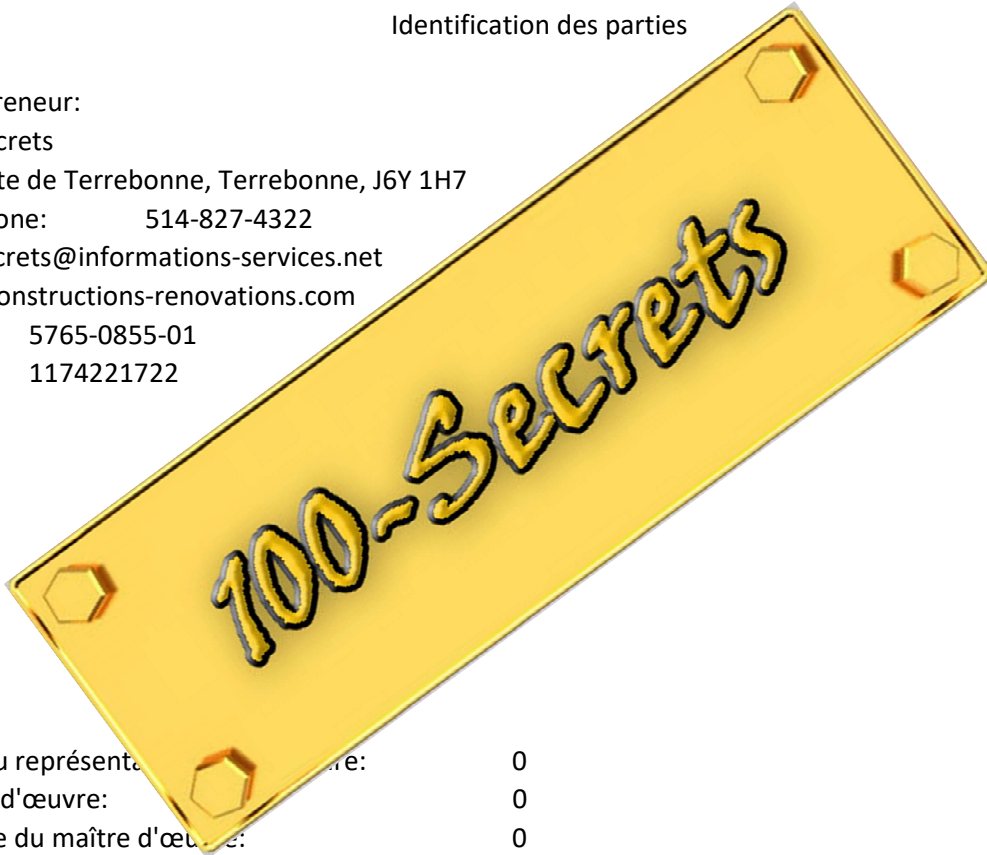 Identification des parties
reneur:
crets
te de Terrebonne, Terrebonne, J6Y 1H7
one: 514-827-4322
crets@informations-services.net
onstructions-renovations.com
5765-0855-01
1174221722
100-Secrets
u représenta re: 0
d'œuvre: 0
e du maître d'œu e: 0